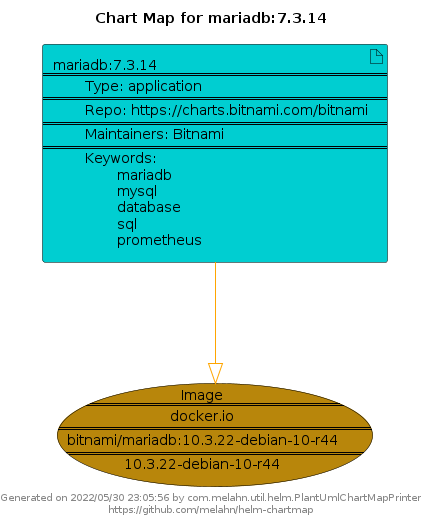 Chart Map for mariadb:7.3.14
mariadb:7.3.14
Type: application
Repo: https://charts.bitnami.com/bitnami
Maintainers: Bitnami
Keywords:
mariadb
mysql
database
sql
prometheus
Image
docker.io
bitnami/mariadb:10.3.22-debian-10-r44
10.3.22-debian-10-r44
Generated on 2022/05/30 23:05:56 by com.melahn.util.helm.PlantUmlChartMapPrinter
https://github.com/melahn/helm-chartmap